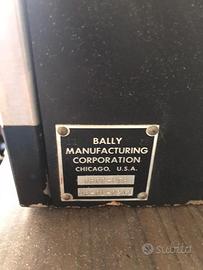 BALLY
MANUFACTURING
CORPORATION
CHICAGO, U.S.A.
subito